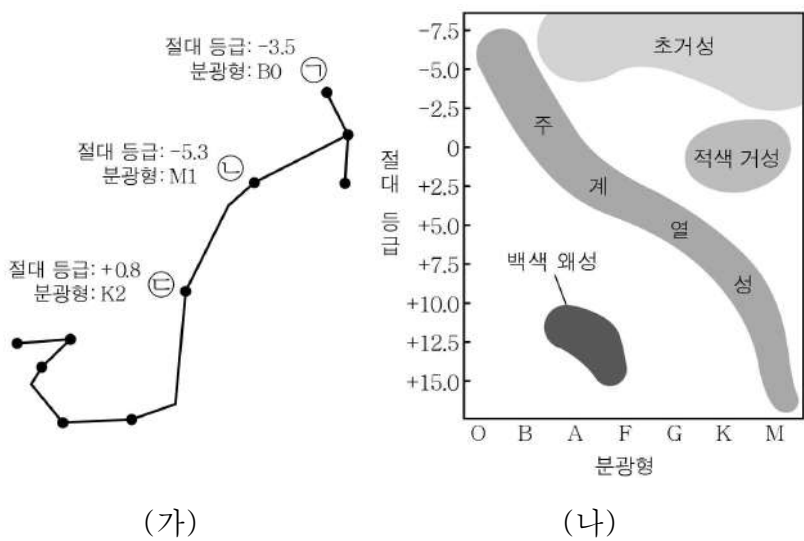 절대 등급: -3.5
분광형: B0
㉠
절대 등급: -5.3
분광형: M1
㉡
절대 등급: +0.8
분광형: K2
㉢
(가)
절대 등급
-7.5
-5.0
-2.5
0
+2.5
+5.0
+7.5
+10.0
+12.5
+15.0
초거성
주계열성
적색 거성
백색 왜성
O B A F G K M
분광형
(나)